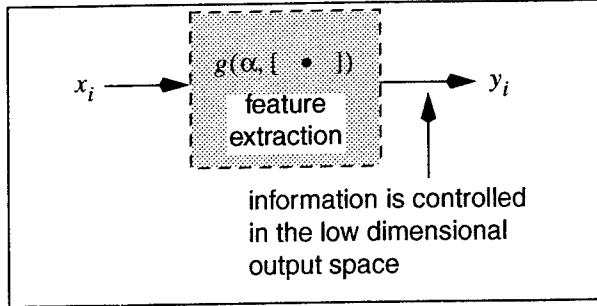 g(α, [ • ])
x_i
y_i
feature
extraction
information is controlled
in the low dimensional
output space